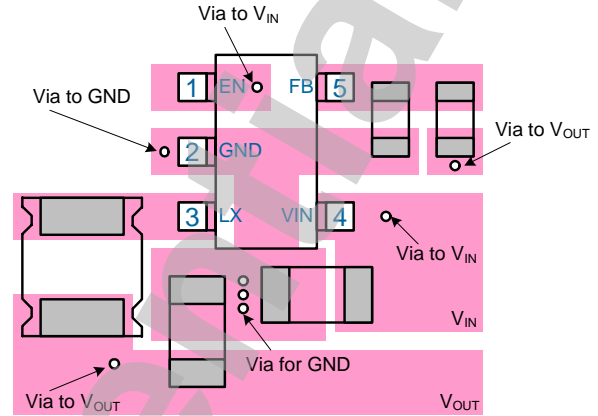 Via to VIN
1 EN FB 5
Via to GND
2 GND
Via to VOUT
3 LX VIN 4
Via to VIN
VIN
Via for GND
Via to VOUT
VOUT